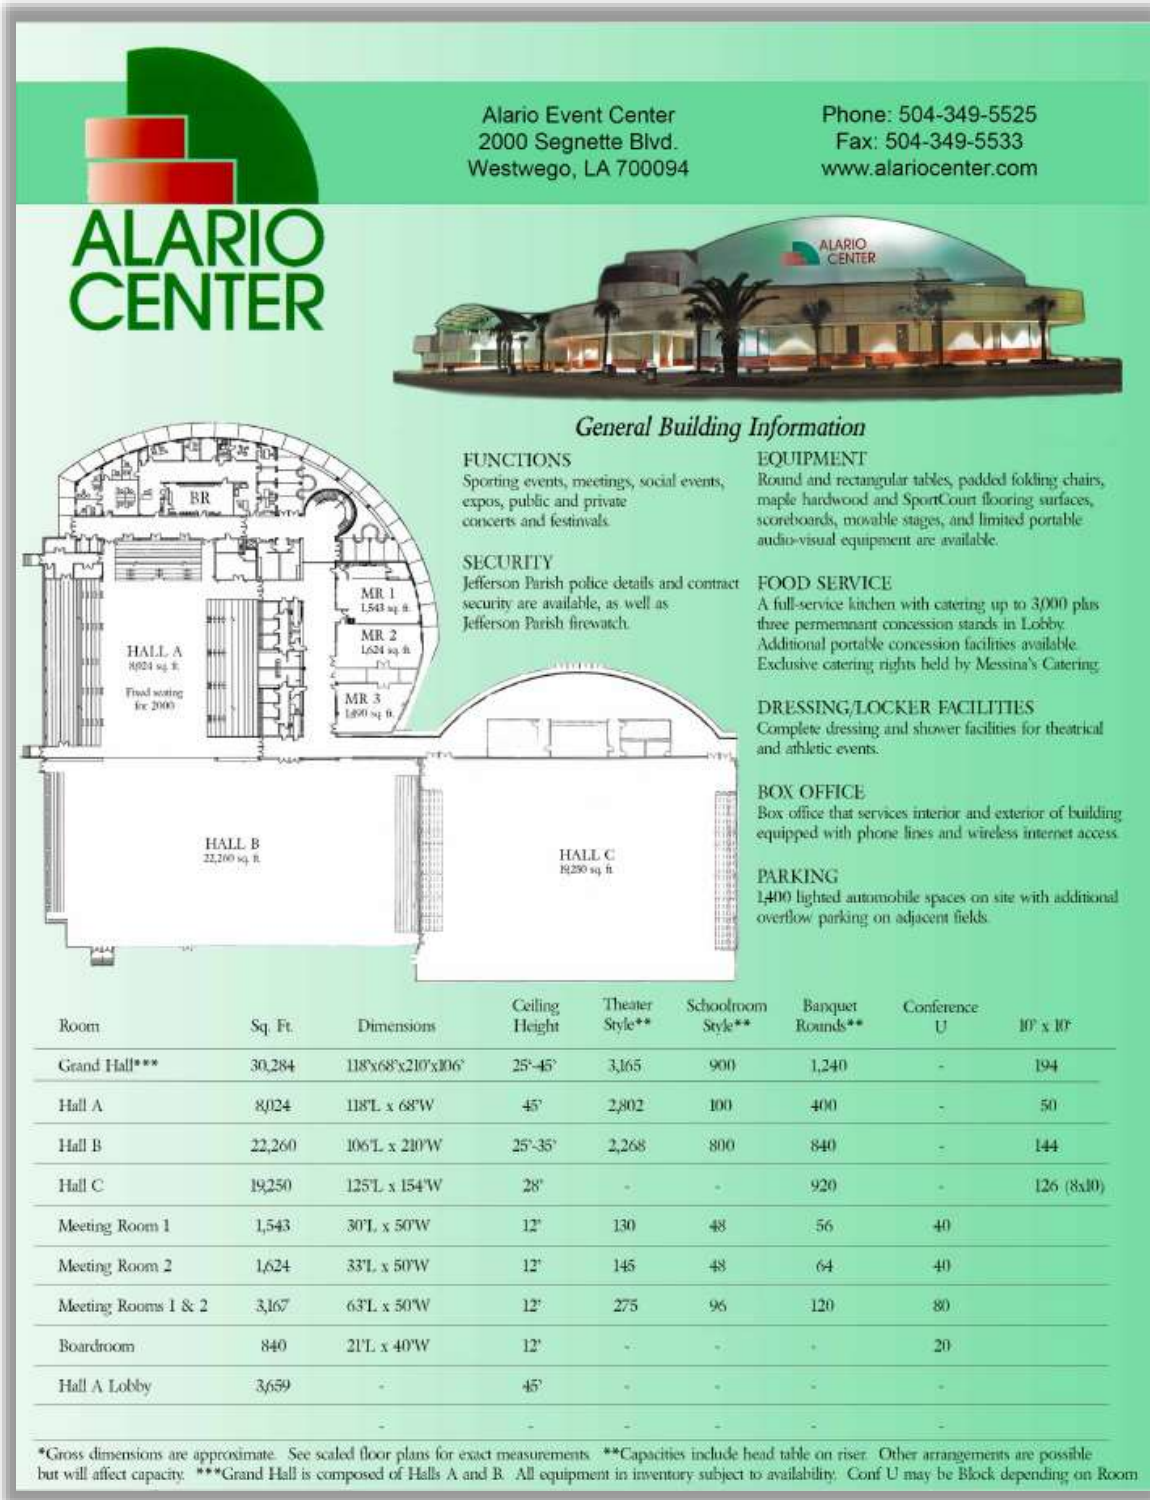 Alario Event Center
2000 Segnette Blvd.
Westwego, LA 700094
Phone: 504-349-5525
Fax: 504-349-5533
www.alariocenter.com
ALARIO
CENTER
ALARIO
CENTER
General Building Information
FUNCTIONS
Sporting events, meetings, social events,
expos, public and private
concerts and festinvals.
SECURITY
Jefferson Parish police details and contract
security are available, as well as
Jefferson Parish firewatch.
EQUIPMENT
Round and rectangular tables, padded folding chairs,
maple hardwood and SportCourt flooring surfaces,
scoreboards, movable stages, and limited portable
audio-visual equipment are available.
FOOD SERVICE
A full-service kitchen with catering up to 3,000 plus
three permemnant concession stands in Lobby.
Additional portable concession facilities available.
Exclusive catering rights held by Messina's Catering.
DRESSING/LOCKER FACILITIES
Complete dressing and shower facilities for theatrical
and athletic events.
BOX OFFICE
Box office that services interior and exterior of building
equipped with phone lines and wireless internet access.
PARKING
1,400 lighted automobile spaces on site with additional
overflow parking on adjacent fields.
BR
MR 1
1,543 sq. ft.
MR 2
1,624 sq. ft.
MR 3
1,890 sq. ft.
HALL A
8,024 sq. ft.
Fixed seating
for 2000
HALL B
22,260 sq. ft.
HALL C
19,250 sq. ft.
Room Sq. Ft. Dimensions Ceiling Height Theater Style** Schoolroom Style** Banquet Rounds** Conference U 10' x 10'
Grand Hall*** 30,284 118'x68'x210'x106' 25'-45' 3,165 900 1,240 - 194
Hall A 8,024 118'L x 68'W 45' 2,802 100 400 - 50
Hall B 22,260 106'L x 210'W 25'-35' 2,268 800 840 - 144
Hall C 19,250 125'L x 154'W 28' - - 920 - 126 (8x10)
Meeting Room 1 1,543 30'L x 50'W 12' 130 48 56 40
Meeting Room 2 1,624 33'L x 50'W 12' 145 48 64 40
Meeting Rooms 1 & 2 3,167 63'L x 50'W 12' 275 96 120 80
Boardroom 840 21'L x 40'W 12' - - - 20
Hall A Lobby 3,659 - 45' - - - -
- - - - - -
*Gross dimensions are approximate. See scaled floor plans for exact measurements. **Capacities include head table on riser. Other arrangements are possible
but will affect capacity. ***Grand Hall is composed of Halls A and B. All equipment in inventory subject to availability. Conf U may be Block depending on Room